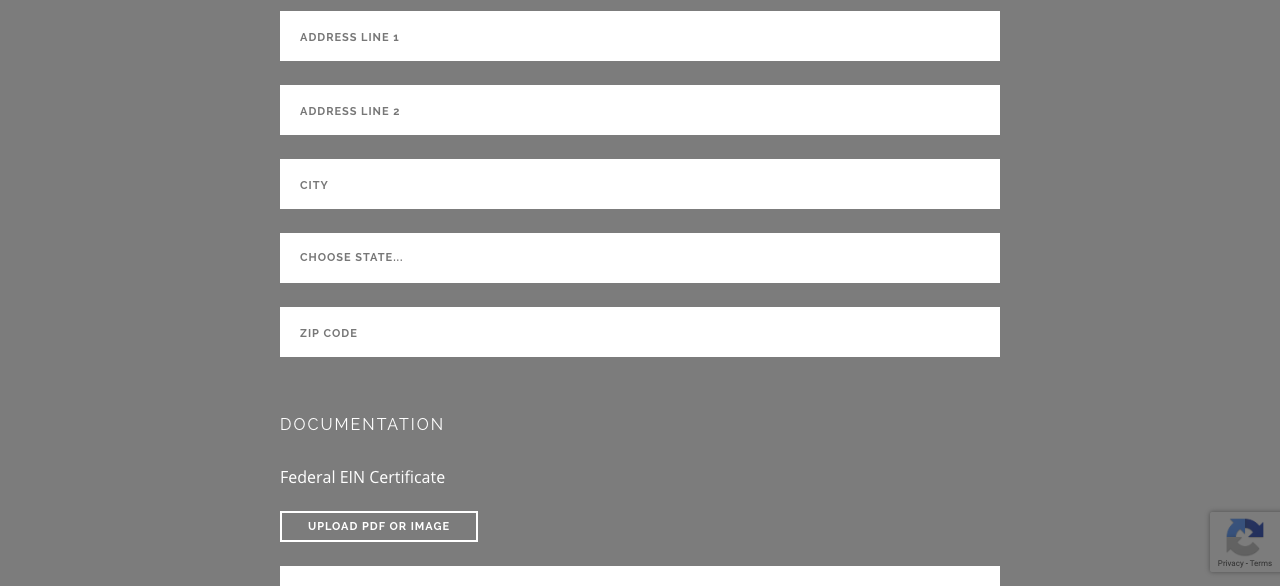 ADDRESS LINE 1
ADDRESS LINE 2
CITY
CHOOSE STATE...
ZIP CODE
DOCUMENTATION
Federal EIN Certificate
UPLOAD PDF OR IMAGE
Privacy - Terms